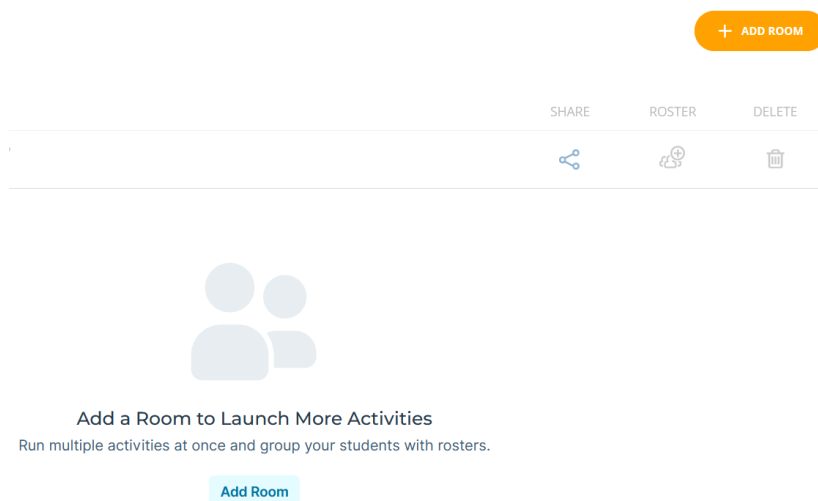 + ADD ROOM
SHARE ROSTER DELETE
Add a Room to Launch More Activities
Run multiple activities at once and group your students with rosters.
Add Room